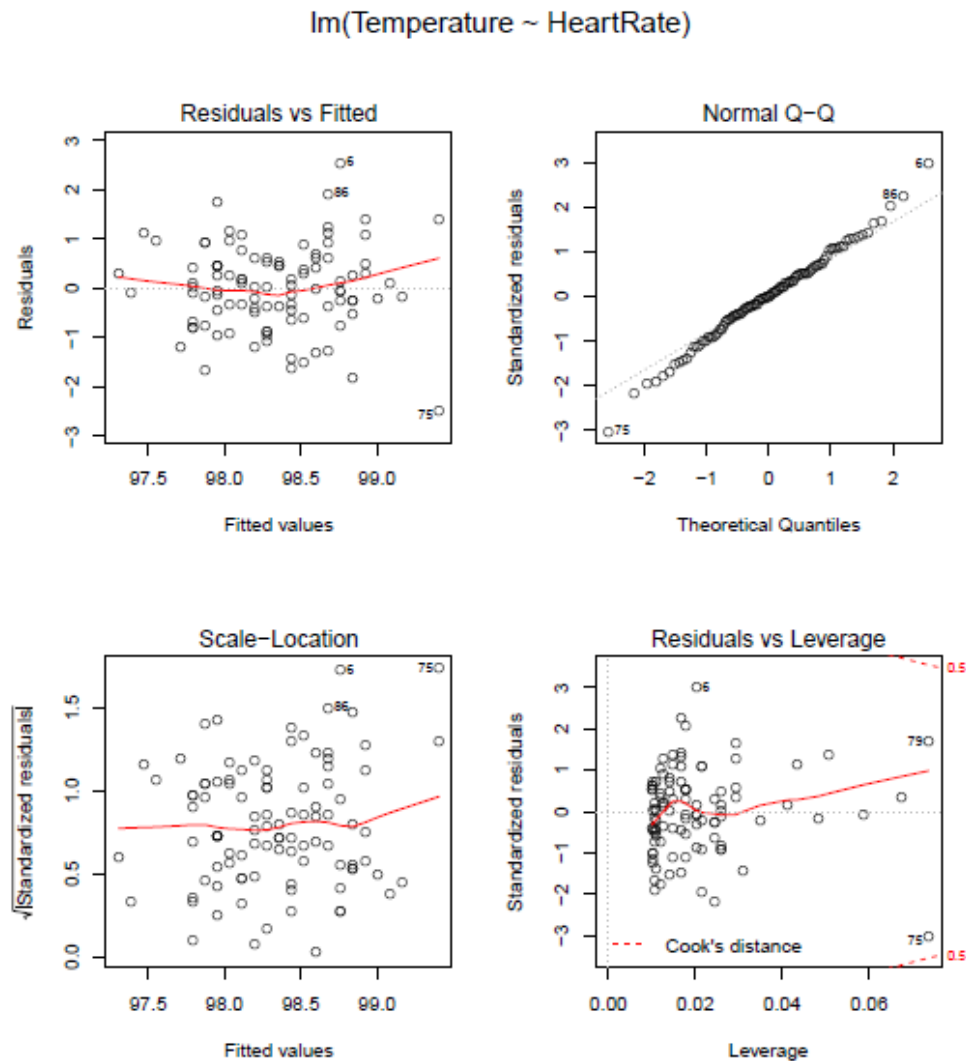 lm(Temperature ~ HeartRate)
Residuals vs Fitted
Residuals
3
2
1
0
−1
−2
−3
6
86
75
97.5 98.0 98.5 99.0
Fitted values
Normal Q−Q
Standardized residuals
3
2
1
0
−1
−2
−3
6
86
75
−2 −1 0 1 2
Theoretical Quantiles
Scale−Location
√|Standardized residuals|
1.5
1.0
0.5
0.0
6
75
86
97.5 98.0 98.5 99.0
Fitted values
Residuals vs Leverage
Standardized residuals
3
2
1
0
−1
−2
−3
0.5
6
79
75
0.5
Cook's distance
0.00 0.02 0.04 0.06
Leverage